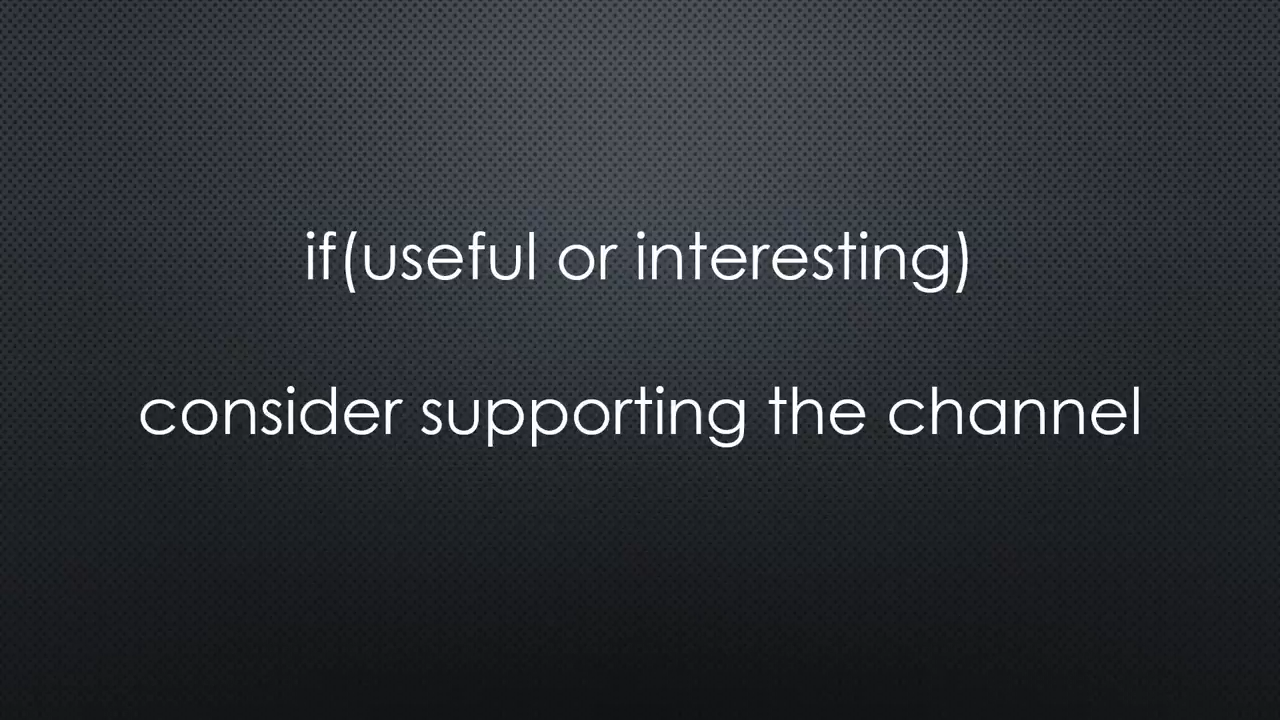 if(useful or interesting)
consider supporting the channel